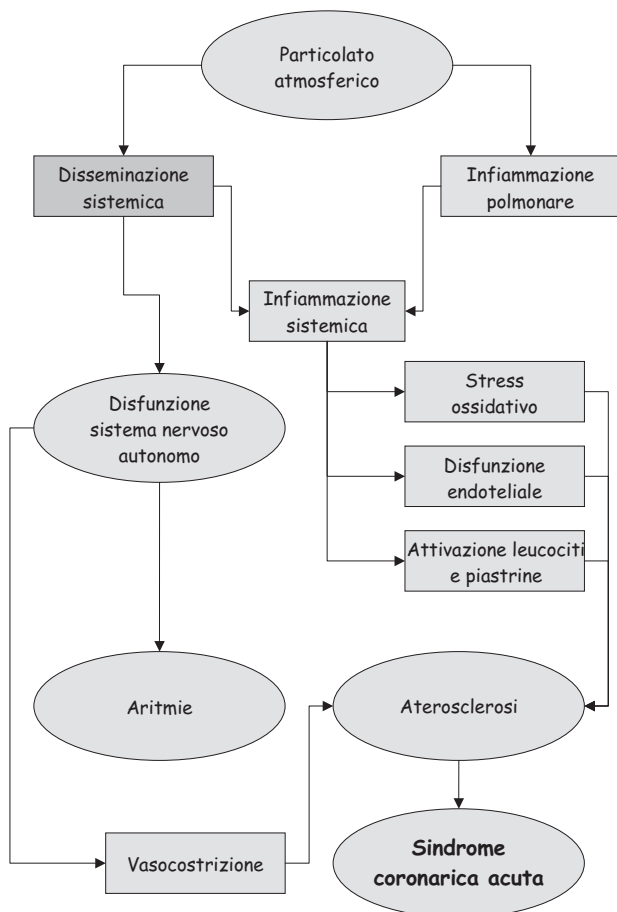 Particolato
atmosferico
Disseminazione
sistemica
Infiammazione
polmonare
Infiammazione
sistemica
Stress
ossidativo
Disfunzione
sistema nervoso
autonomo
Disfunzione
endoteliale
Attivazione leucociti
e piastrine
Aritmie
Aterosclerosi
Vasocostrizione
Sindrome
coronarica acuta